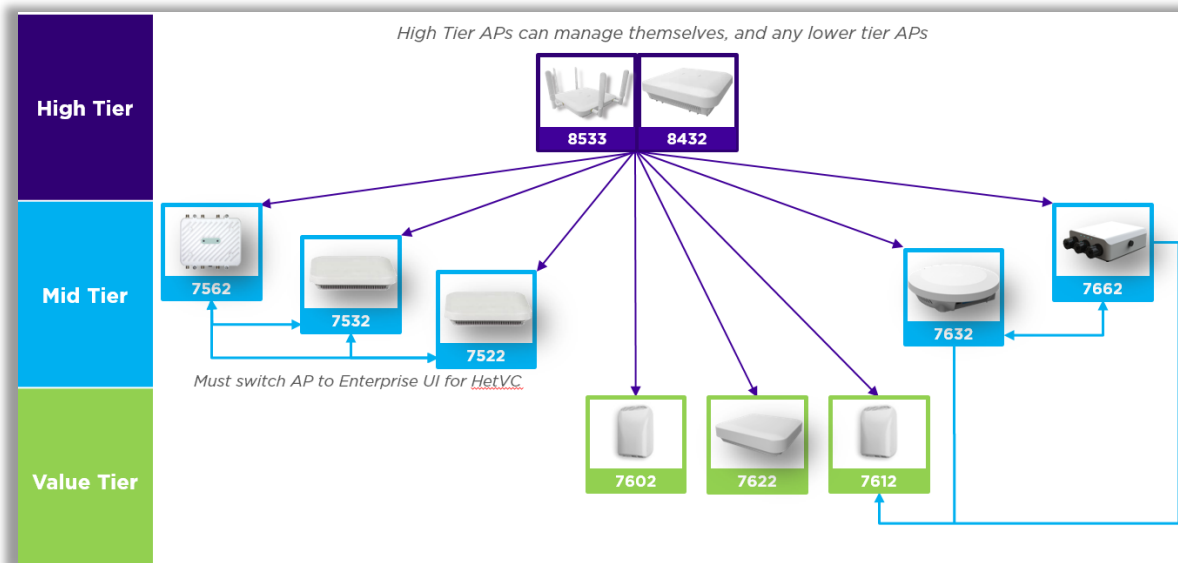 High Tier APs can manage themselves, and any lower tier APs
High Tier
8533
8432
Mid Tier
7562
7532
7522
7632
7662
Must switch AP to Enterprise UI for HetVC
Value Tier
7602
7622
7612